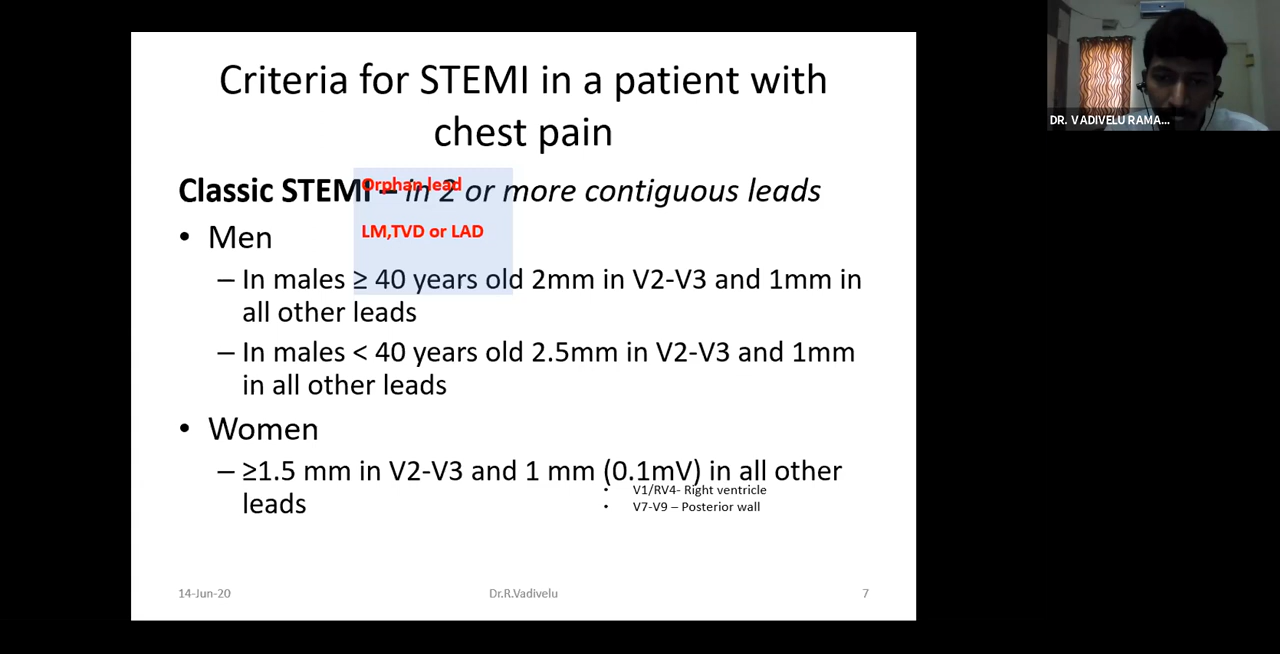 Criteria for STEMI in a patient with
chest pain
Classic STEMI – in 2 or more contiguous leads
Orphan lead
• Men
LM,TVD or LAD
– In males ≥ 40 years old 2mm in V2-V3 and 1mm in
all other leads
– In males < 40 years old 2.5mm in V2-V3 and 1mm
in all other leads
• Women
– ≥1.5 mm in V2-V3 and 1 mm (0.1mV) in all other
leads
• V1/RV4- Right ventricle
• V7-V9 – Posterior wall
14-Jun-20
Dr.R.Vadivelu
7
DR. VADIVELU RAMA...